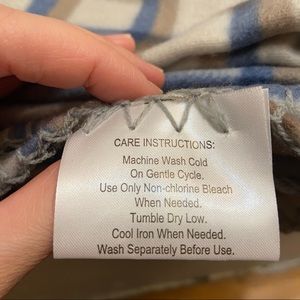 CARE INSTRUCTIONS:
Machine Wash Cold
On Gentle Cycle.
Use Only Non-chlorine Bleach
When Needed.
Tumble Dry Low.
Cool Iron When Needed.
Wash Separately Before Use.